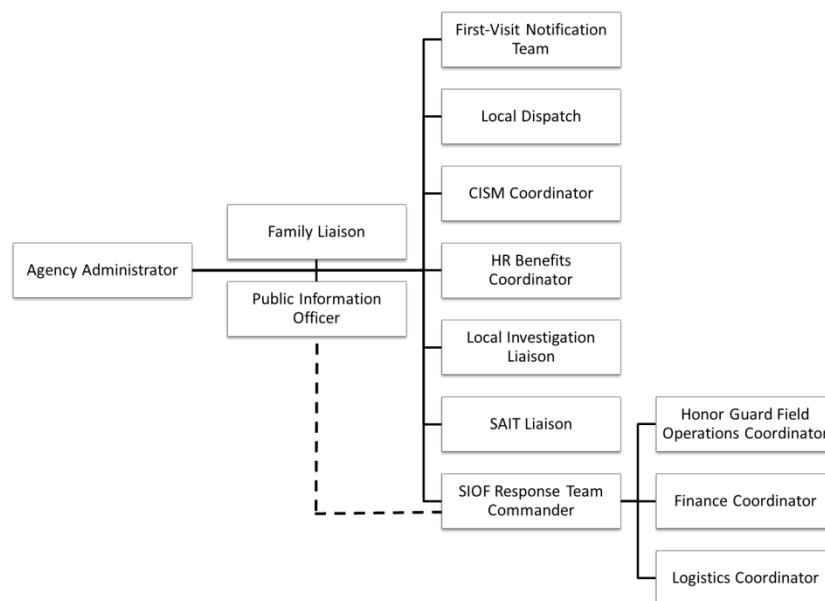 First-Visit Notification
Team
Local Dispatch
CISM Coordinator
Family Liaison
Agency Administrator
HR Benefits
Coordinator
Public Information
Officer
Local Investigation
Liaison
SAIT Liaison
Honor Guard Field
Operations Coordinator
SIOF Response Team
Commander
Finance Coordinator
Logistics Coordinator